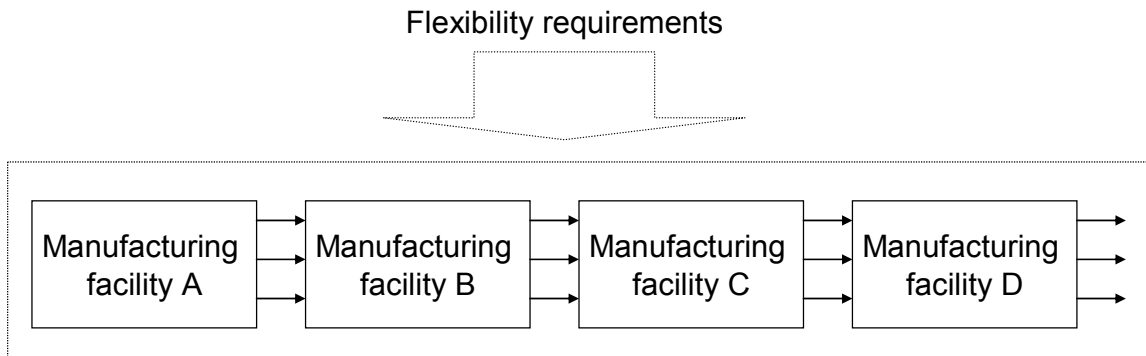 Flexibility requirements
Manufacturing
facility A
Manufacturing
facility B
Manufacturing
facility C
Manufacturing
facility D